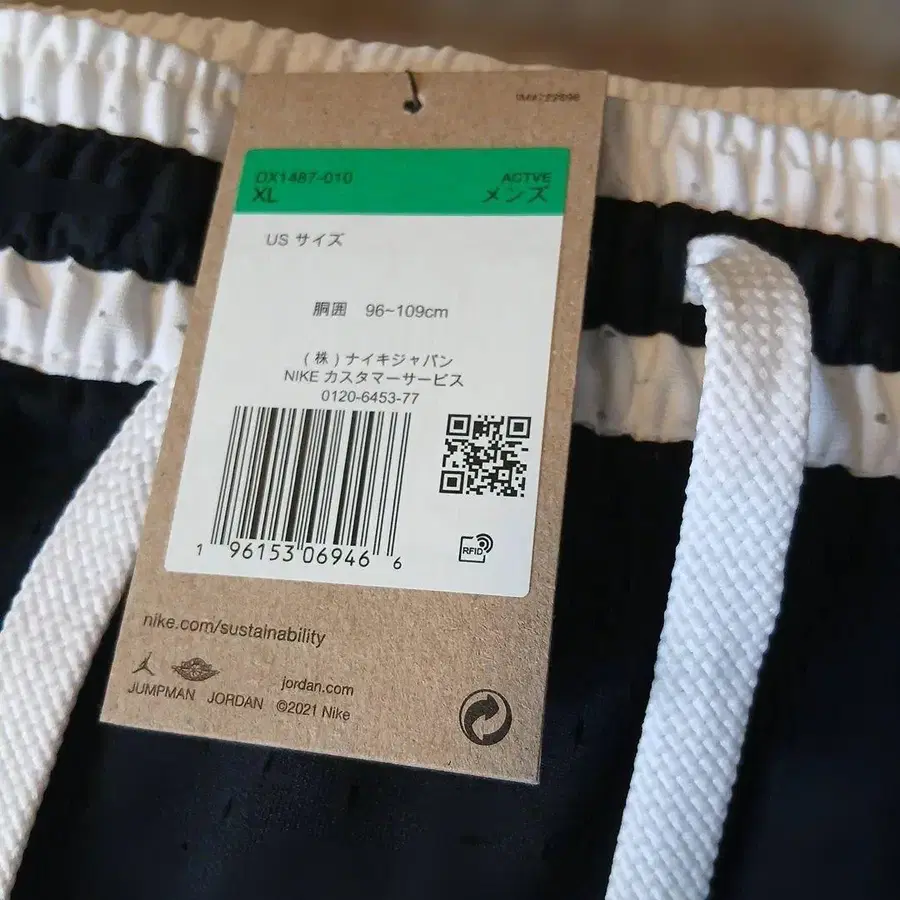 DX1487-010 ACTVE
XL メンズ
US サイズ
胴囲 96~109cm
(株)ナイキジャパン
NIKE カスタマーサービス
0120-6453-77
1 96153 06946 6
RFID
nike.com/sustainability
JUMPMAN JORDAN
jordan.com
©2021 Nike